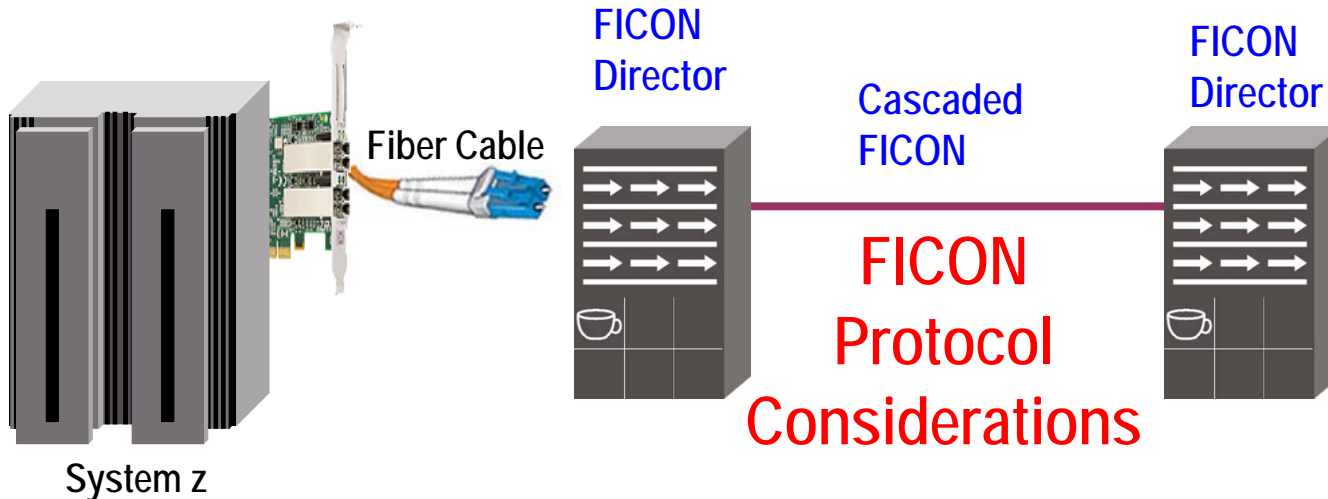 FICON
Director
FICON
Director
Cascaded
FICON
Fiber Cable
FICON
Protocol
Considerations
System z